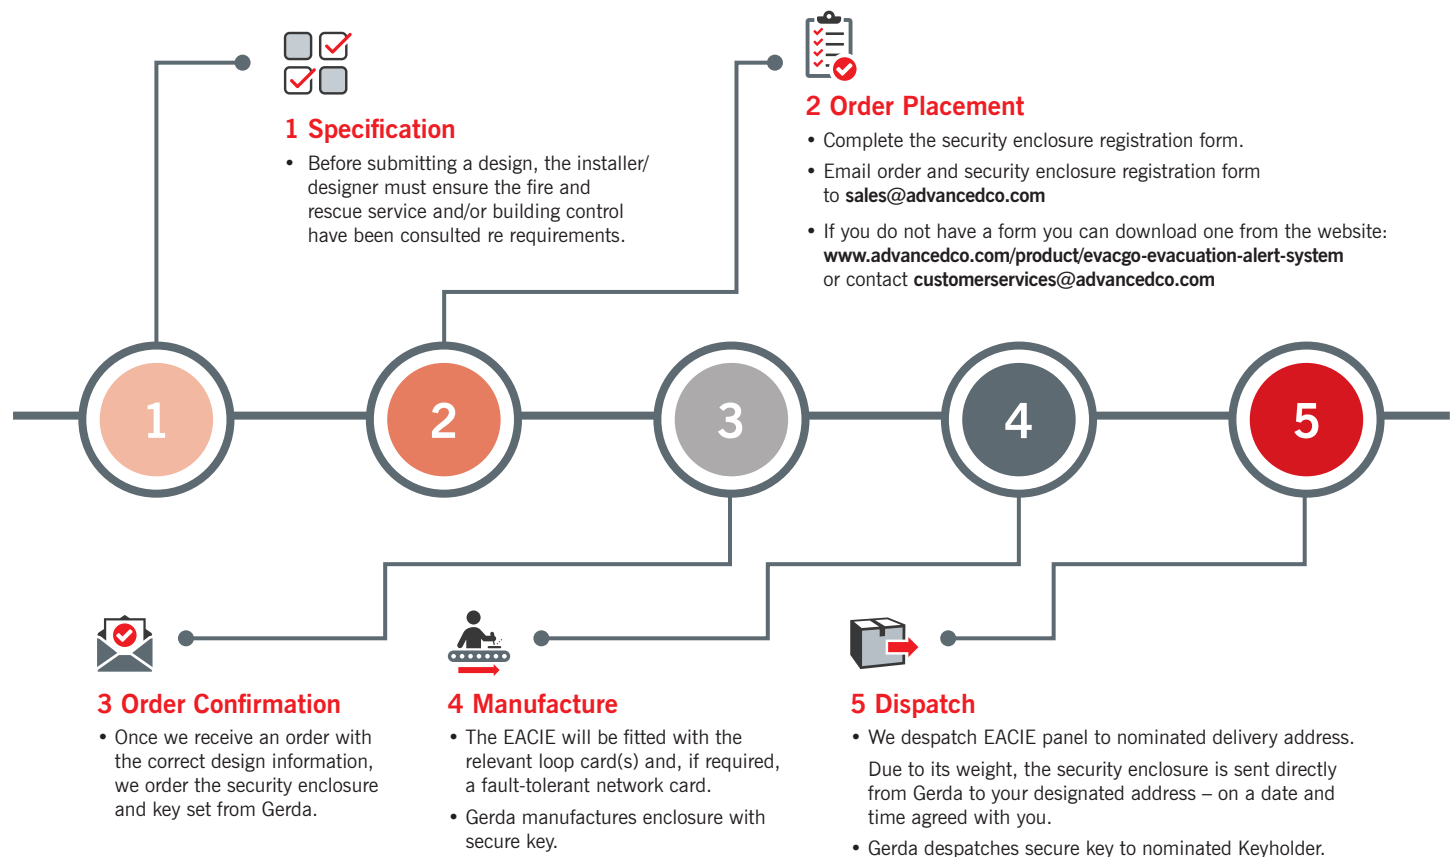 1 Specification
• Before submitting a design, the installer/
designer must ensure the fire and
rescue service and/or building control
have been consulted re requirements.
2 Order Placement
• Complete the security enclosure registration form.
• Email order and security enclosure registration form
to sales@advancedco.com
• If you do not have a form you can download one from the website:
www.advancedco.com/product/evacgo-evacuation-alert-system
or contact customerservices@advancedco.com
1
2
3
4
5
3 Order Confirmation
• Once we receive an order with
the correct design information,
we order the security enclosure
and key set from Gerda.
4 Manufacture
• The EACIE will be fitted with the
relevant loop card(s) and, if required,
a fault-tolerant network card.
• Gerda manufactures enclosure with
secure key.
5 Dispatch
• We despatch EACIE panel to nominated delivery address.
Due to its weight, the security enclosure is sent directly
from Gerda to your designated address – on a date and
time agreed with you.
• Gerda despatches secure key to nominated Keyholder.